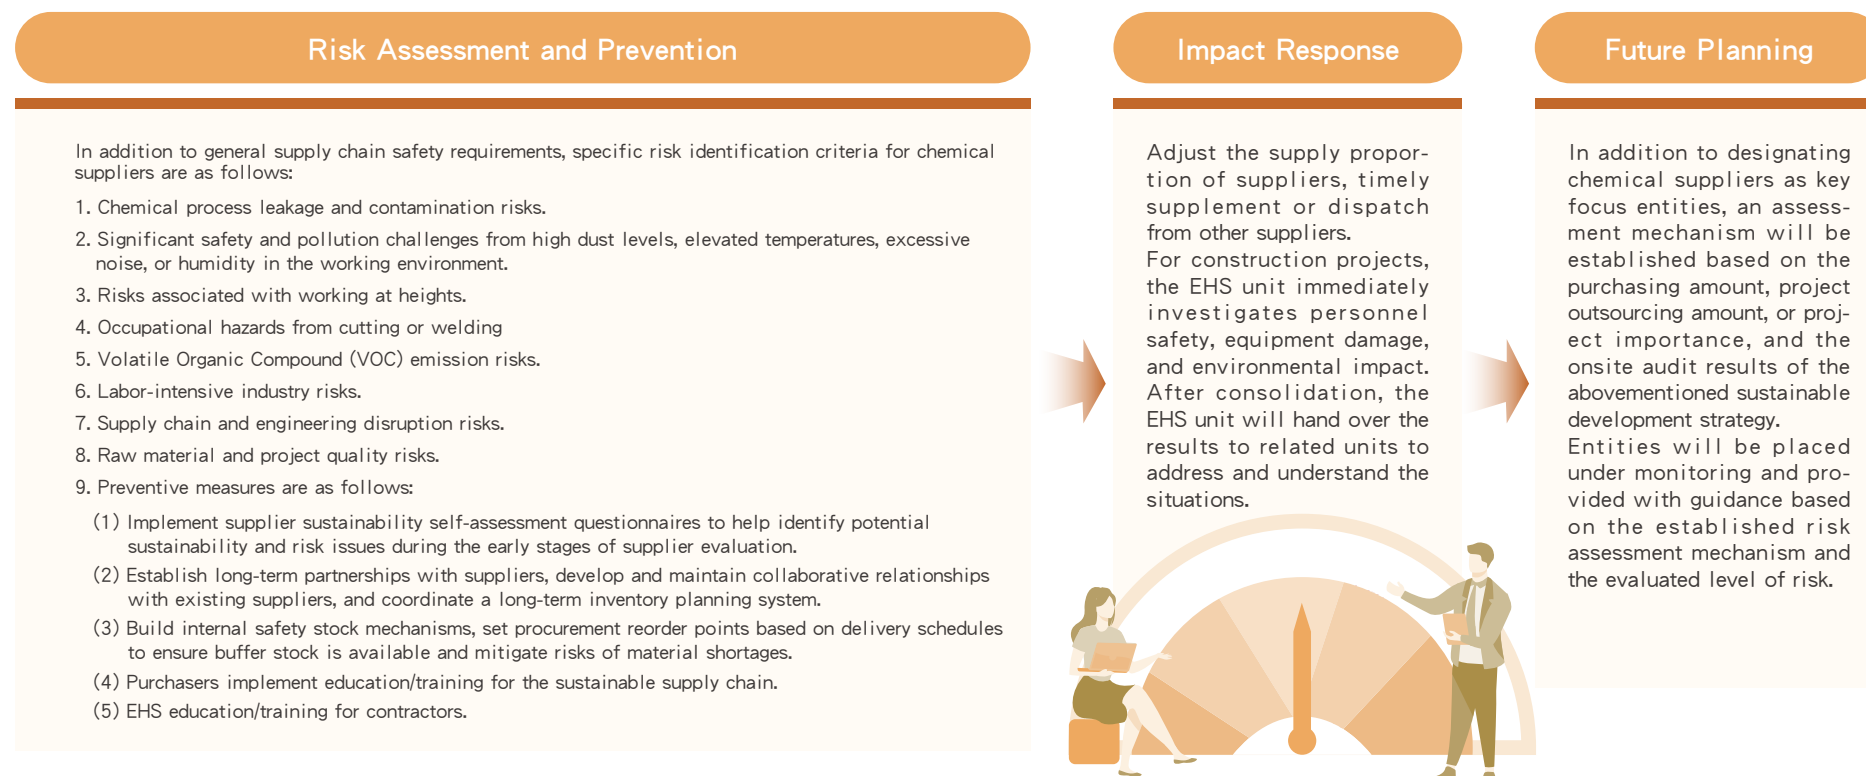 Risk Assessment and Prevention
In addition to general supply chain safety requirements, specific risk identification criteria for chemical
suppliers are as follows:
1. Chemical process leakage and contamination risks.
2. Significant safety and pollution challenges from high dust levels, elevated temperatures, excessive
noise, or humidity in the working environment.
3. Risks associated with working at heights.
4. Occupational hazards from cutting or welding
5. Volatile Organic Compound (VOC) emission risks.
6. Labor-intensive industry risks.
7. Supply chain and engineering disruption risks.
8. Raw material and project quality risks.
9. Preventive measures are as follows:
(1) Implement supplier sustainability self-assessment questionnaires to help identify potential
sustainability and risk issues during the early stages of supplier evaluation.
(2) Establish long-term partnerships with suppliers, develop and maintain collaborative relationships
with existing suppliers, and coordinate a long-term inventory planning system.
(3) Build internal safety stock mechanisms, set procurement reorder points based on delivery schedules
to ensure buffer stock is available and mitigate risks of material shortages.
(4) Purchasers implement education/training for the sustainable supply chain.
(5) EHS education/training for contractors.
Impact Response
Adjust the supply propor-
tion of suppliers, timely
supplement or dispatch
from other suppliers.
For construction projects,
the EHS unit immediately
investigates personnel
safety, equipment damage,
and environmental impact.
After consolidation, the
EHS unit will hand over the
results to related units to
address and understand the
situations.
Future Planning
In addition to designating
chemical suppliers as key
focus entities, an assess-
ment mechanism will be
established based on the
purchasing amount, project
outsourcing amount, or proj-
ect importance, and the
onsite audit results of the
abovementioned sustainable
development strategy.
Entities will be placed
under monitoring and pro-
vided with guidance based
on the established risk
assessment mechanism and
the evaluated level of risk.